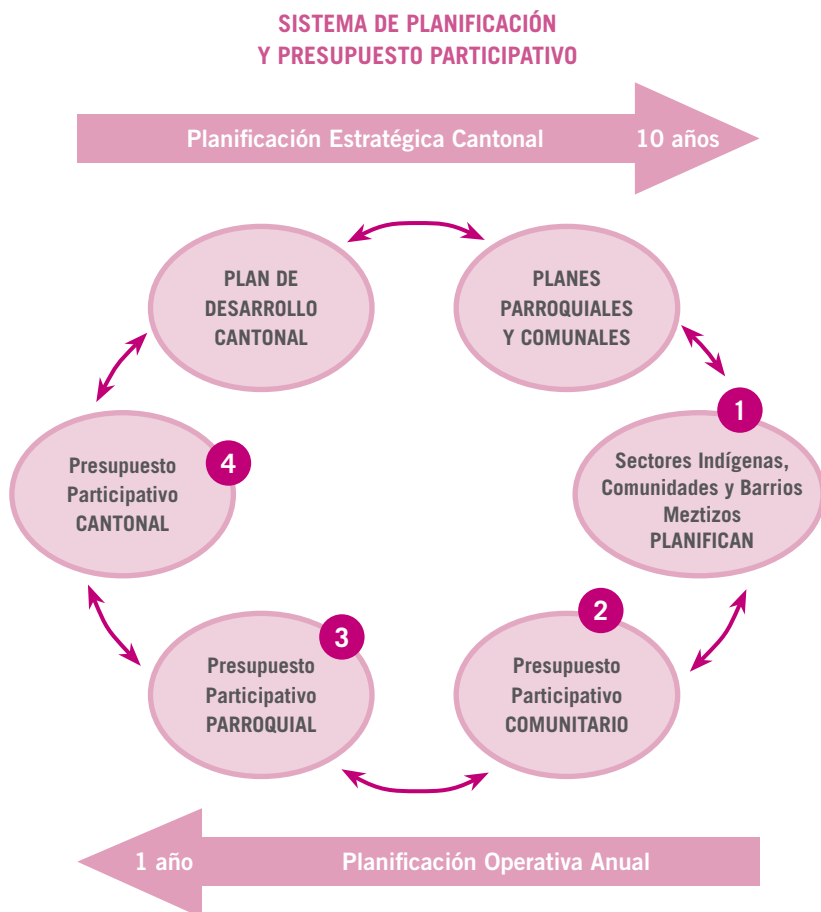 SISTEMA DE PLANIFICACIÓN
Y PRESUPUESTO PARTICIPATIVO
Planificación Estratégica Cantonal
10 años
PLAN DE
DESARROLLO
CANTONAL
PLANES
PARROQUIALES
Y COMUNALES
1
Sectores Indígenas,
Comunidades y Barrios
Meztizos
PLANIFICAN
4
Presupuesto
Participativo
CANTONAL
3
Presupuesto
Participativo
PARROQUIAL
2
Presupuesto
Participativo
COMUNITARIO
1 año
Planificación Operativa Anual